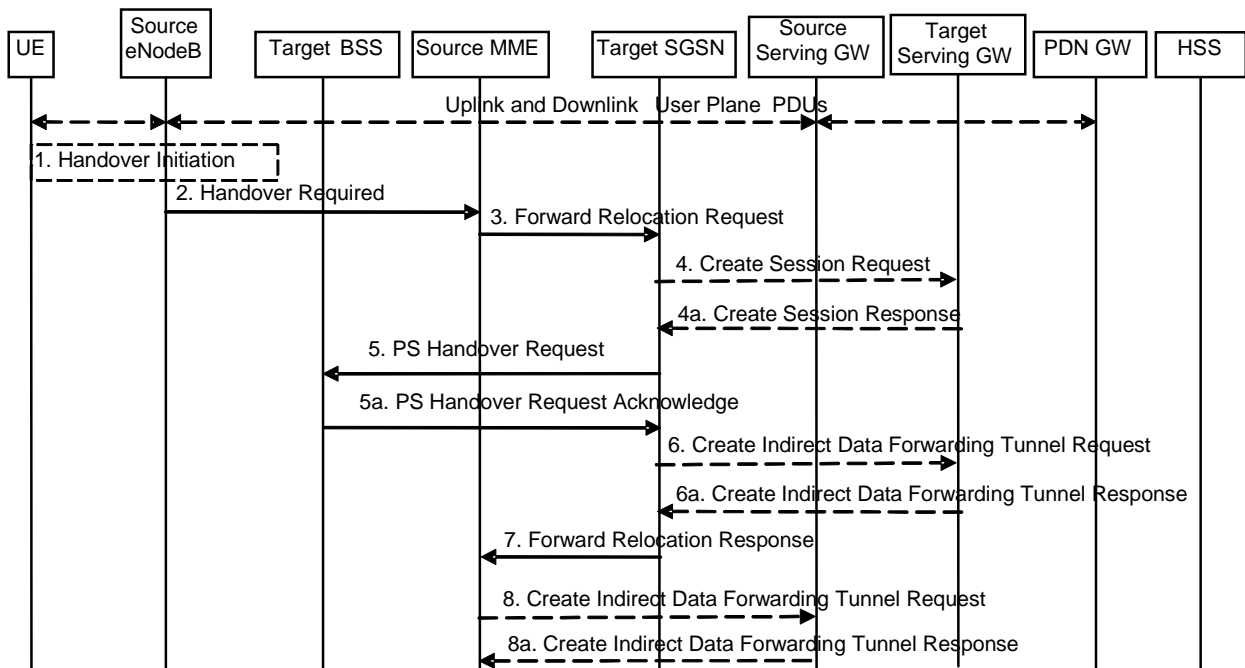 UE
Source
eNodeB
Target BSS
Source MME
Target SGSN
Source
Serving GW
Target
Serving GW
PDN GW
HSS
Uplink and Downlink User Plane PDUs
1. Handover Initiation
2. Handover Required
3. Forward Relocation Request
4. Create Session Request
4a. Create Session Response
5. PS Handover Request
5a. PS Handover Request Acknowledge
6. Create Indirect Data Forwarding Tunnel Request
6a. Create Indirect Data Forwarding Tunnel Response
7. Forward Relocation Response
8. Create Indirect Data Forwarding Tunnel Request
8a. Create Indirect Data Forwarding Tunnel Response